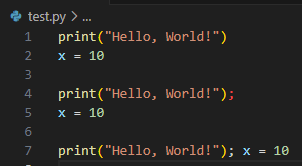 test.py > ...
1 print("Hello, World!")
2 x = 10
3
4 print("Hello, World!");
5 x = 10
6
7 print("Hello, World!"); x = 10